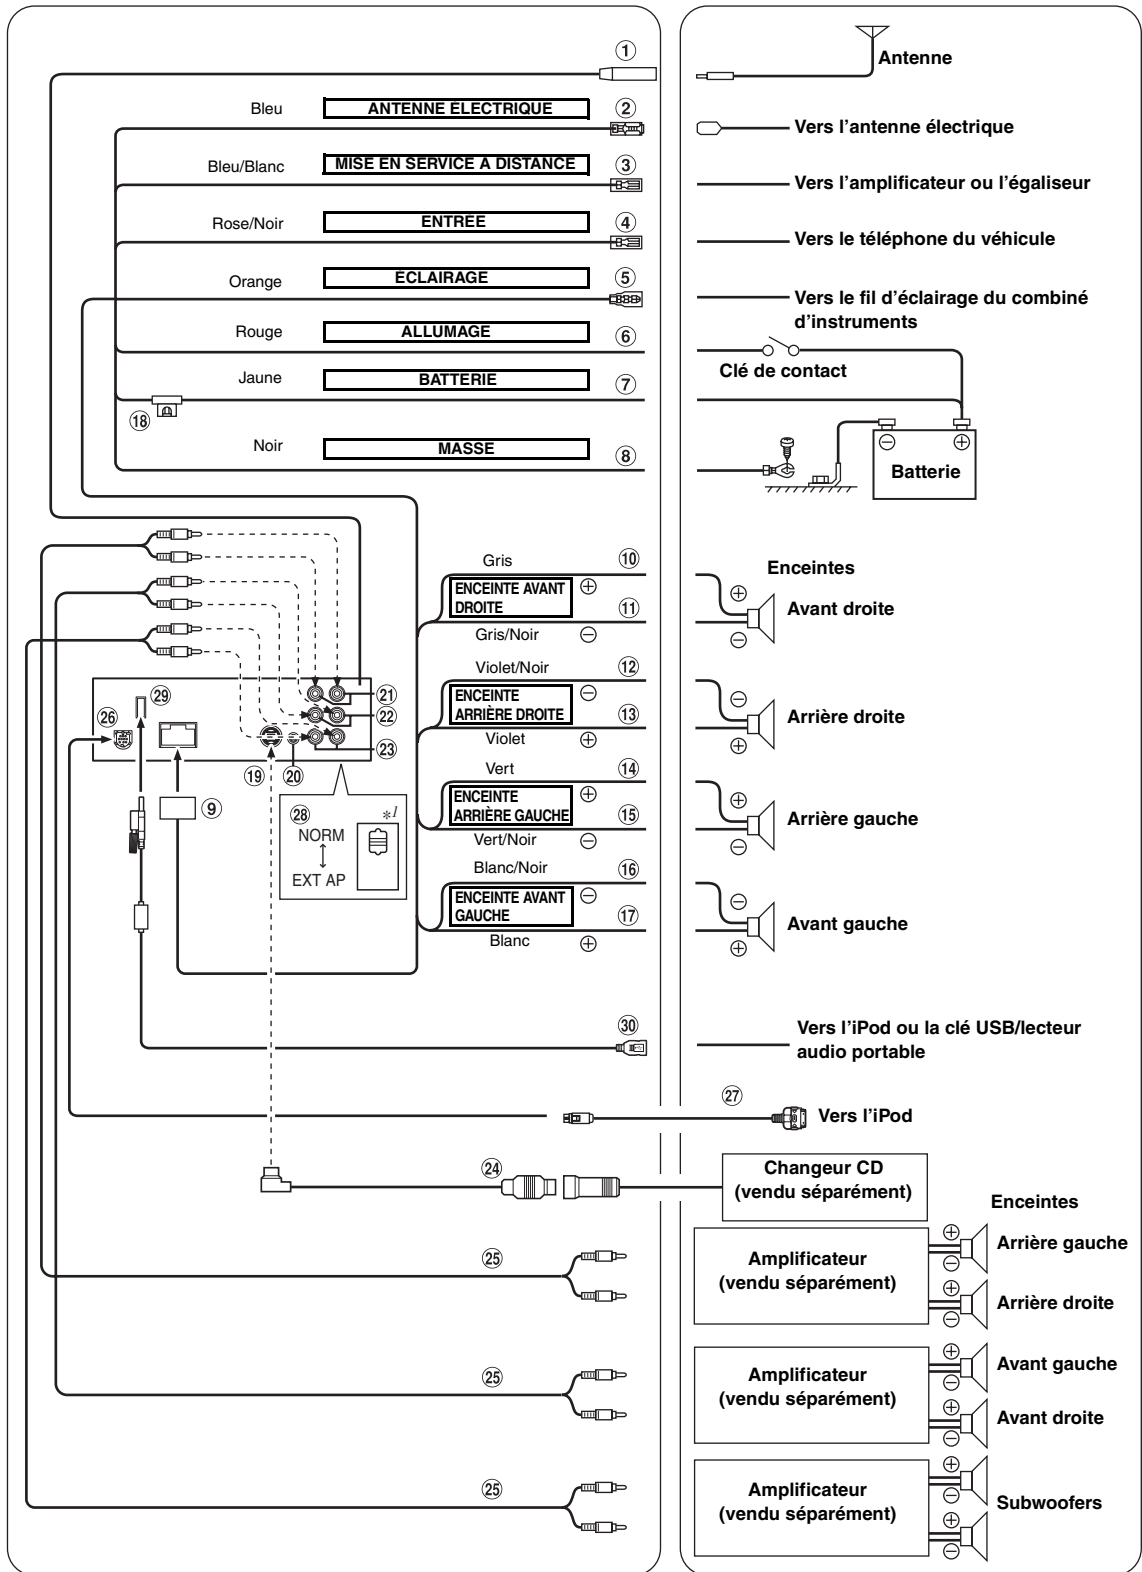 ①
Antenne
Bleu
ANTENNE ÉLECTRIQUE
②
Vers l'antenne électrique
Bleu/Blanc
MISE EN SERVICE À DISTANCE
③
Vers l'amplificateur ou l'égaliseur
Rose/Noir
ENTRÉE
④
Vers le téléphone du véhicule
Orange
ÉCLAIRAGE
⑤
Vers le fil d'éclairage du combiné
d'instruments
Rouge
ALLUMAGE
⑥
Clé de contact
Jaune
BATTERIE
⑦
⑱
Noir
MASSE
⑧
⊖
⊕
Batterie
Gris
⑩
Enceintes
ENCEINTE AVANT
DROITE
⊕
⑪
Gris/Noir
⊖
⊕
Avant droite
⊖
Violet/Noir
⑫
ENCEINTE
ARRIÈRE DROITE
⊖
⑬
Violet
⊕
⊖
Arrière droite
⊕
Vert
⑭
ENCEINTE
ARRIÈRE GAUCHE
⊕
⑮
Vert/Noir
⊖
⊕
Arrière gauche
⊖
Blanc/Noir
⑯
ENCEINTE AVANT
GAUCHE
⊖
⑰
Blanc
⊕
⊖
Avant gauche
⊕
㉙
㉖
㉑
㉒
㉓
⑲
⑳
⑨
㉘
*1
NORM
EXT AP
㉚
Vers l'iPod ou la clé USB/lecteur
audio portable
㉗
Vers l'iPod
㉔
Changeur CD
(vendu séparément)
Enceintes
㉕
Amplificateur
(vendu séparément)
⊕
⊖
Arrière gauche
⊕
⊖
Arrière droite
㉕
Amplificateur
(vendu séparément)
⊕
⊖
Avant gauche
⊕
⊖
Avant droite
㉕
Amplificateur
(vendu séparément)
⊕
⊖
Subwoofers
⊕
⊖